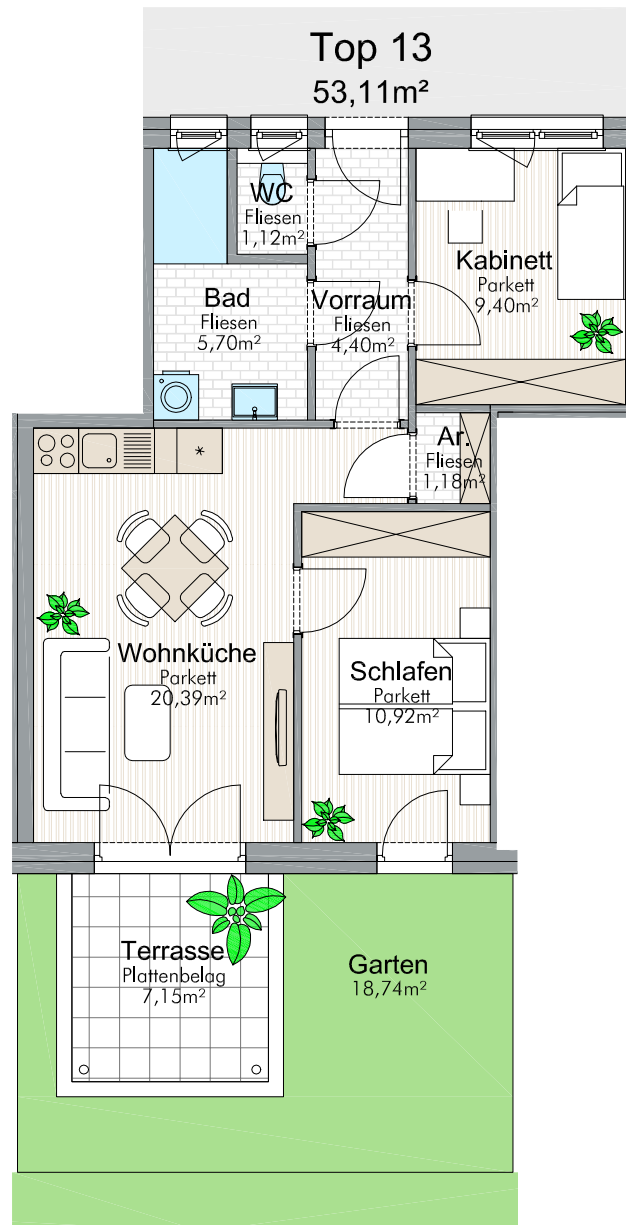 Top 13
53,11m²
WC
Fliesen
1,12m²
Kabinett
Parkett
9,40m²
Bad
Fliesen
5,70m²
Vorraum
Fliesen
4,40m²
Ar.
Fliesen
1,18m²
*
Wohnküche
Parkett
20,39m²
Schlafen
Parkett
10,92m²
Terrasse
Plattenbelag
7,15m²
Garten
18,74m²